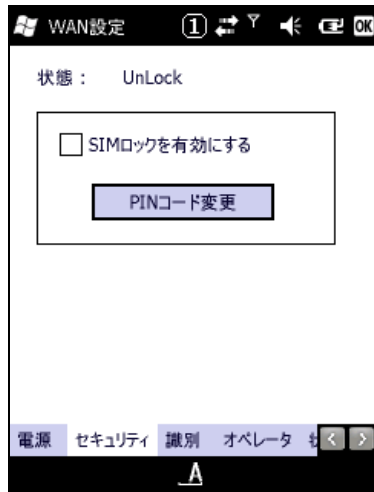 WAN設定 1 OK
状態： UnLock
SIMロックを有効にする
PINコード変更
電源 セキュリティ 識別 オペレータ
A